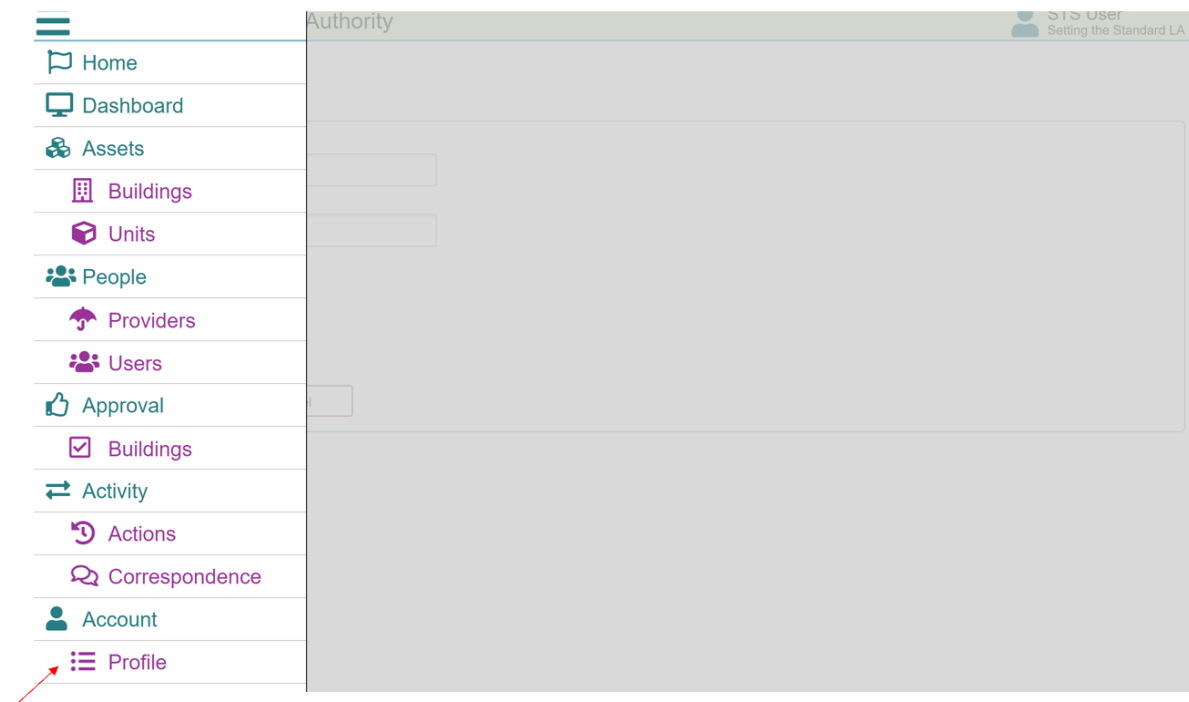 Authority
STS User
Setting the Standard LA
Home
Dashboard
Assets
Buildings
Units
People
Providers
Users
Approval
Buildings
Activity
Actions
Correspondence
Account
Profile